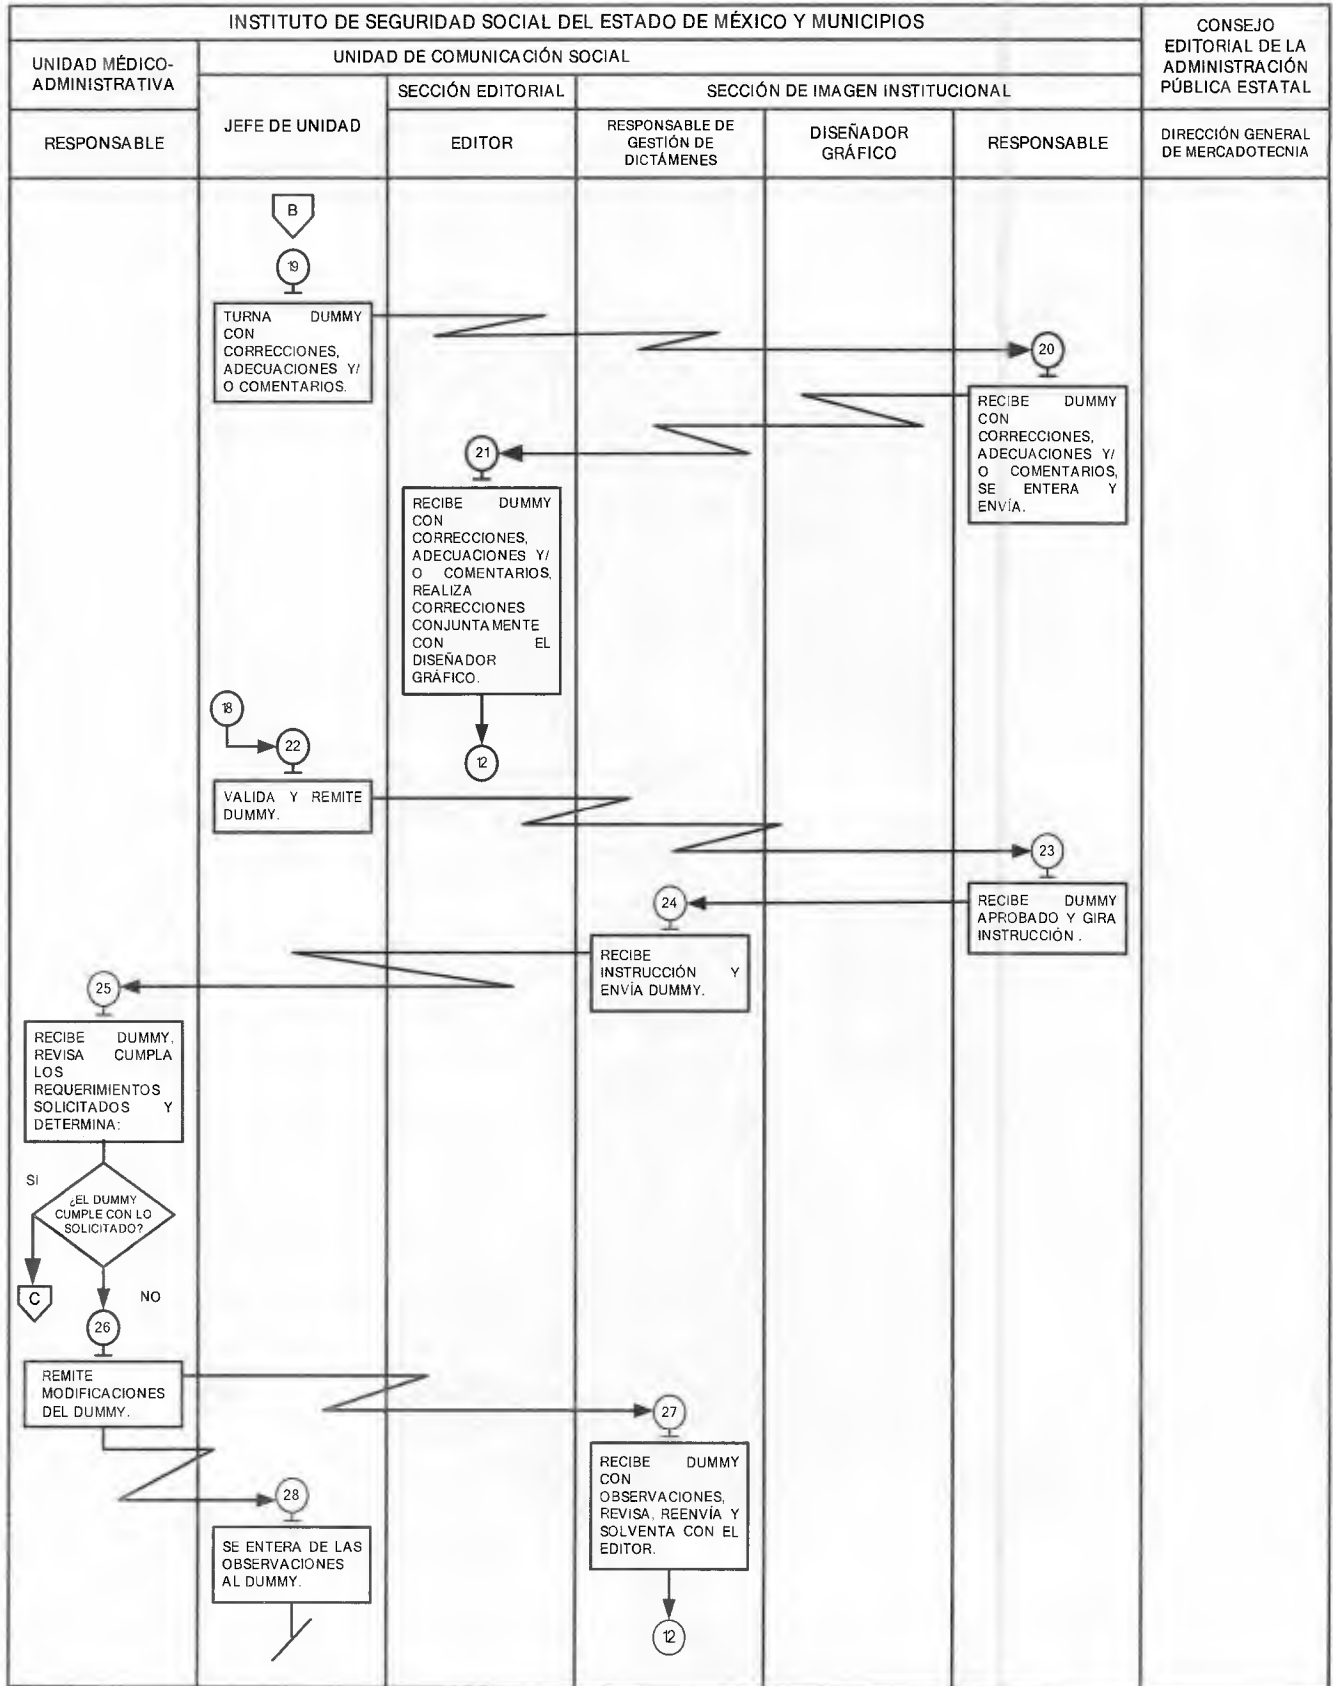 INSTITUTO DE SEGURIDAD SOCIAL DEL ESTADO DE MÉXICO Y MUNICIPIOS
CONSEJO
EDITORIAL DE LA
ADMINISTRACIÓN
PÚBLICA ESTATAL
UNIDAD MÉDICO-
ADMINISTRATIVA
UNIDAD DE COMUNICACIÓN SOCIAL
SECCIÓN EDITORIAL
SECCIÓN DE IMAGEN INSTITUCIONAL
RESPONSABLE
JEFE DE UNIDAD
EDITOR
RESPONSABLE DE
GESTIÓN DE
DICTÁMENES
DISEÑADOR
GRÁFICO
RESPONSABLE
DIRECCIÓN GENERAL
DE MERCADOTECNIA
B
19
TURNA DUMMY
CON
CORRECCIONES,
ADECUACIONES Y/
O COMENTARIOS.
20
RECIBE DUMMY
CON
CORRECCIONES,
ADECUACIONES Y/
O COMENTARIOS,
SE ENTERA Y
ENVÍA.
21
RECIBE DUMMY
CON
CORRECCIONES,
ADECUACIONES Y/
O COMENTARIOS,
REALIZA
CORRECCIONES
CONJUNTAMENTE
CON EL
DISEÑADOR
GRÁFICO.
12
18
22
VALIDA Y REMITE
DUMMY.
23
RECIBE DUMMY
APROBADO Y GIRA
INSTRUCCIÓN .
24
RECIBE
INSTRUCCIÓN Y
ENVÍA DUMMY.
25
RECIBE DUMMY,
REVISA CUMPLA
LOS
REQUERIMIENTOS
SOLICITADOS Y
DETERMINA:
SI
¿EL DUMMY
CUMPLE CON LO
SOLICITADO?
C
NO
26
REMITE
MODIFICACIONES
DEL DUMMY.
27
RECIBE DUMMY
CON
OBSERVACIONES,
REVISA, REENVÍA Y
SOLVENTA CON EL
EDITOR.
12
28
SE ENTERA DE LAS
OBSERVACIONES
AL DUMMY.